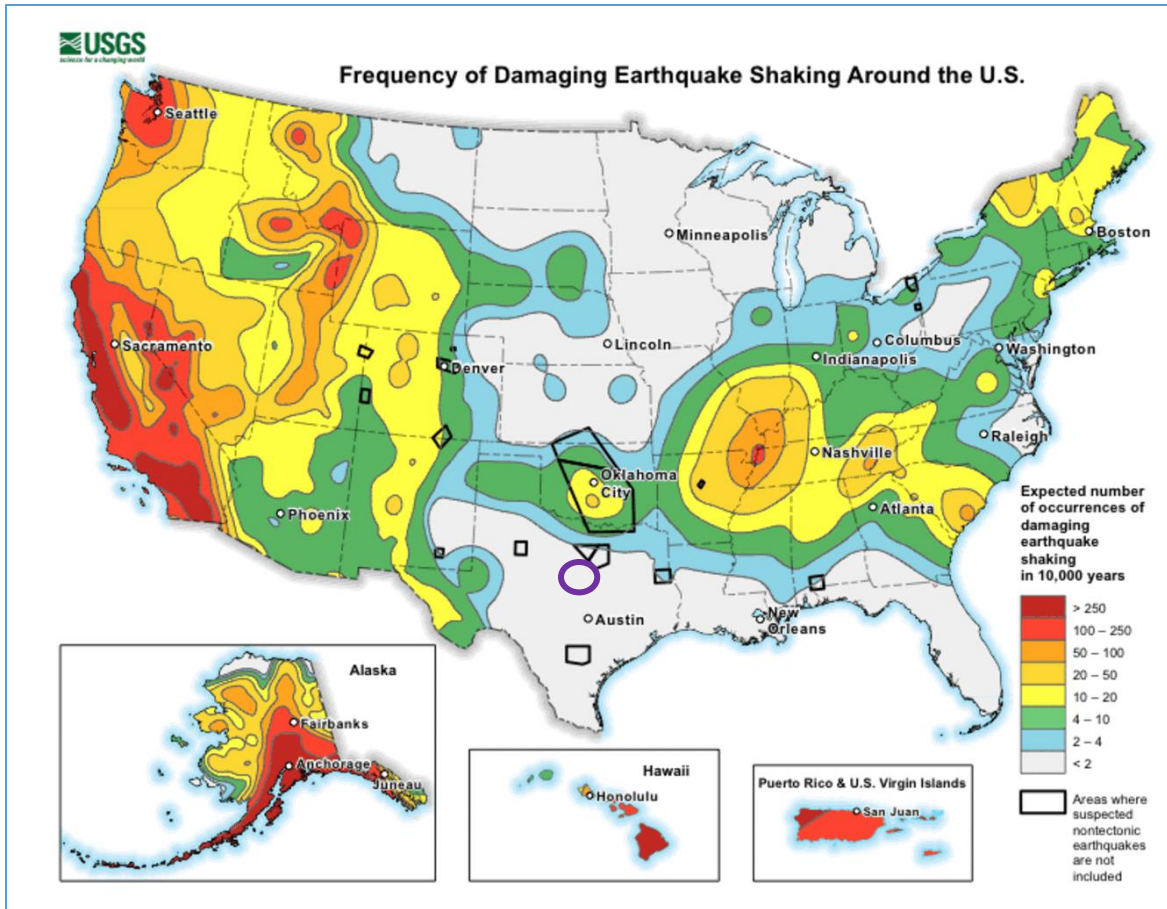 USGS
science for a changing world
Frequency of Damaging Earthquake Shaking Around the U.S.
Seattle
Minneapolis
Boston
Sacramento
Lincoln
Columbus
Indianapolis
Washington
Denver
Nashville
Raleigh
Oklahoma
City
Phoenix
Atlanta
Austin
New
Orleans
Expected number
of occurrences of
damaging
earthquake
shaking
in 10,000 years
> 250
100 – 250
50 – 100
20 – 50
10 – 20
4 – 10
2 – 4
< 2
Areas where
suspected
nontectonic
earthquakes
are not
included
Alaska
Fairbanks
Anchorage
Juneau
Hawaii
Honolulu
Puerto Rico & U.S. Virgin Islands
San Juan